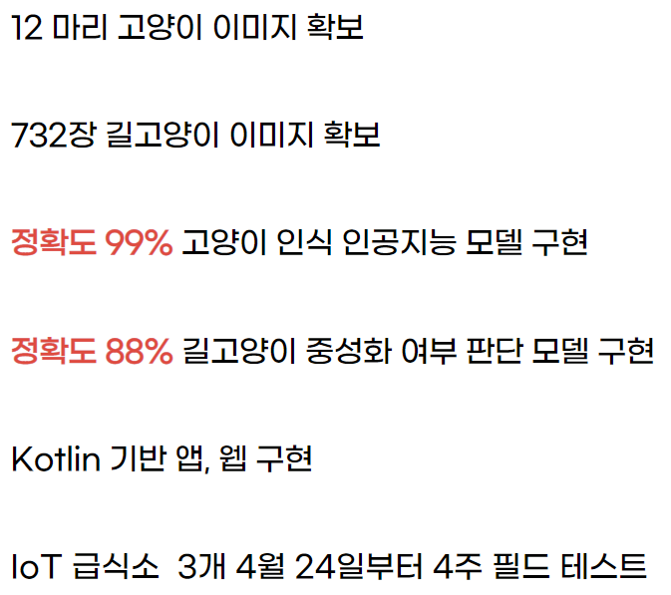 12 마리 고양이 이미지 확보
732장 길고양이 이미지 확보
정확도 99% 고양이 인식 인공지능 모델 구현
정확도 88% 길고양이 중성화 여부 판단 모델 구현
Kotlin 기반 앱, 웹 구현
IoT 급식소  3개 4월 24일부터 4주 필드 테스트